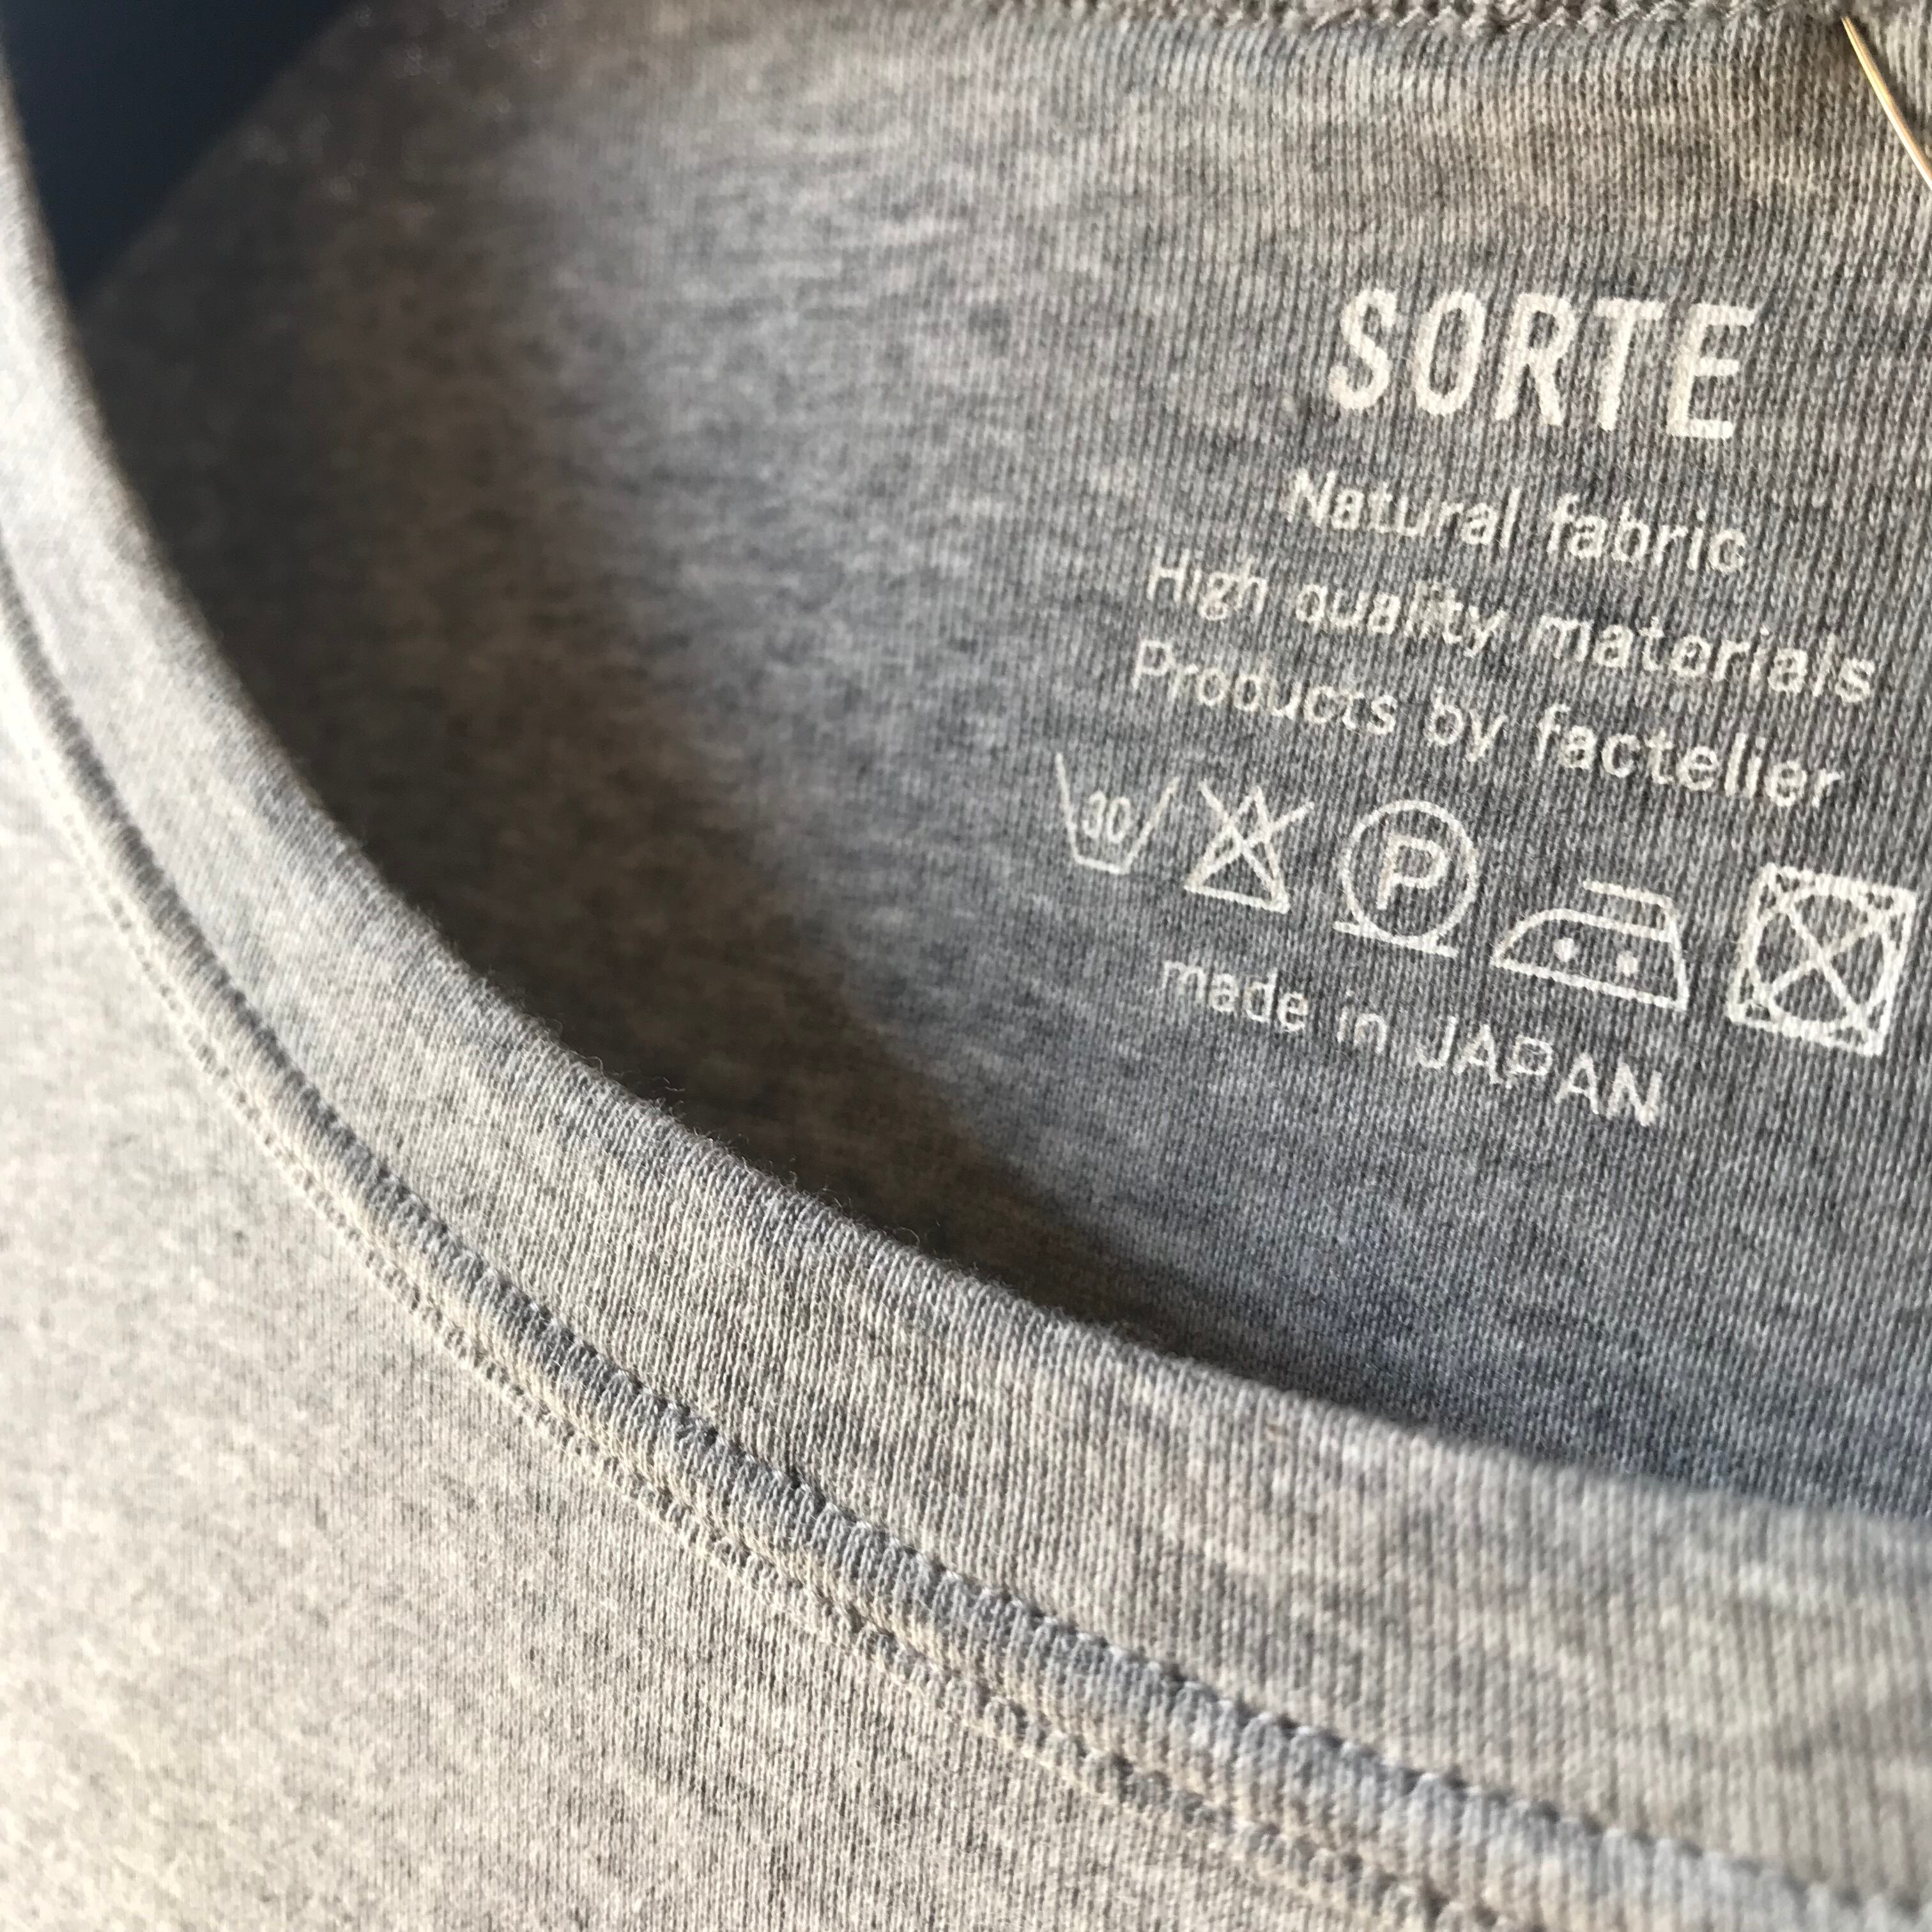 SORTE
Natural fabric
High quality materials
Products by factelier
30 P
made in JAPAN